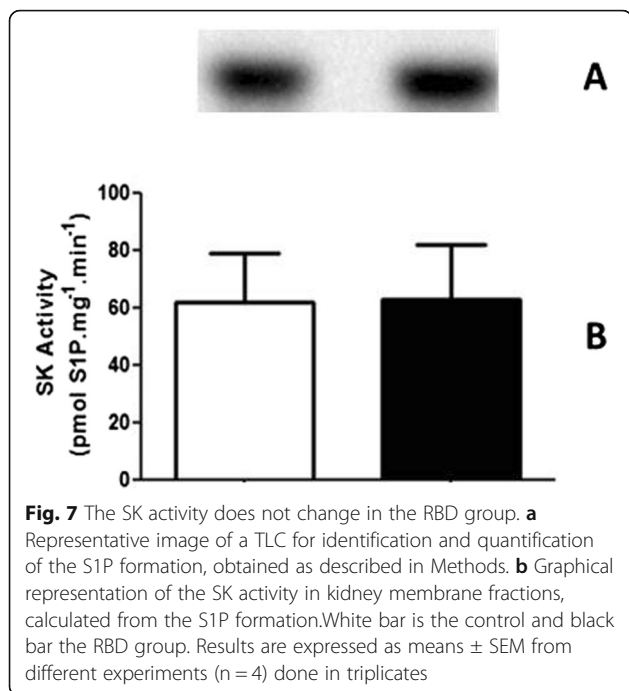 A
100
80
60
40
20
0
SK Activity
(pmol S1P.mg-1.min-1)
B
Fig. 7 The SK activity does not change in the RBD group. a
Representative image of a TLC for identification and quantification
of the S1P formation, obtained as described in Methods. b Graphical
representation of the SK activity in kidney membrane fractions,
calculated from the S1P formation.White bar is the control and black
bar the RBD group. Results are expressed as means ± SEM from
different experiments (n = 4) done in triplicates